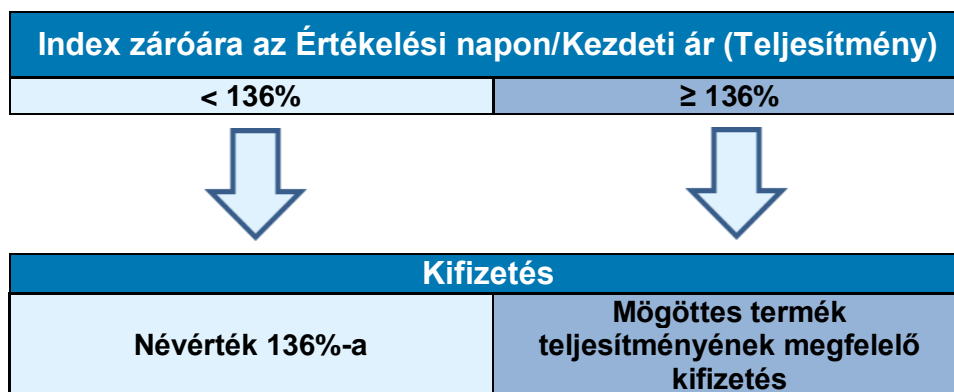 Index záróára az Értékelési napon/Kezdeti ár (Teljesítmény)
< 136%
≥ 136%
Kifizetés
Névérték 136%-a
Mögöttes termék
teljesítményének megfelelő
kifizetés